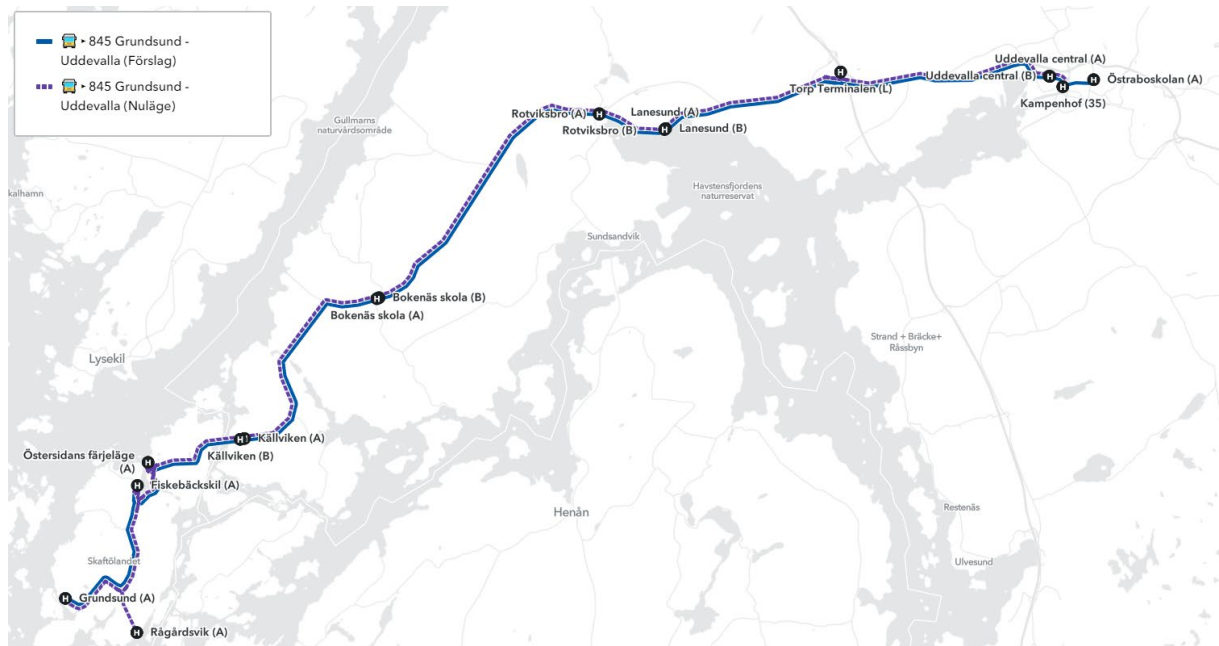 845 Grundsund -
Uddevalla (Förslag)
845 Grundsund -
Uddevalla (Nuläge)
Gullmarns
naturvårdsområde
kalhamn
Uddevalla central (A)
Uddevalla central (B)
Östraboskolan (A)
Torp Terminalen (L)
Kampenhof (35)
Rotviksbro (A)
Lanesund (A)
Rotviksbro (B)
Lanesund (B)
Havstensfjordens
naturreservat
Sundsandvik
Bokenäs skola (B)
Bokenäs skola (A)
Strand + Bräcke+
Råssbyn
Lysekil
Källviken (A)
Källviken (B)
Östersidans färjeläge
(A)
Fiskebäckskil (A)
Henån
Restenäs
Skaftölandet
Ulvesund
Grundsund (A)
Rågårdsvik (A)